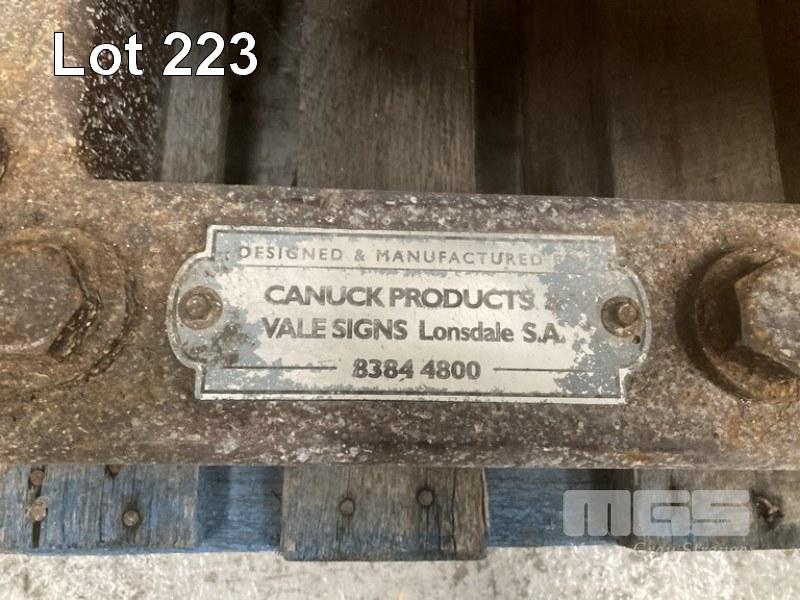 Lot 223
DESIGNED & MANUFACTURED
CANUCK PRODUCTS &
VALE SIGNS Lonsdale S.A.
8384 4800
MGS